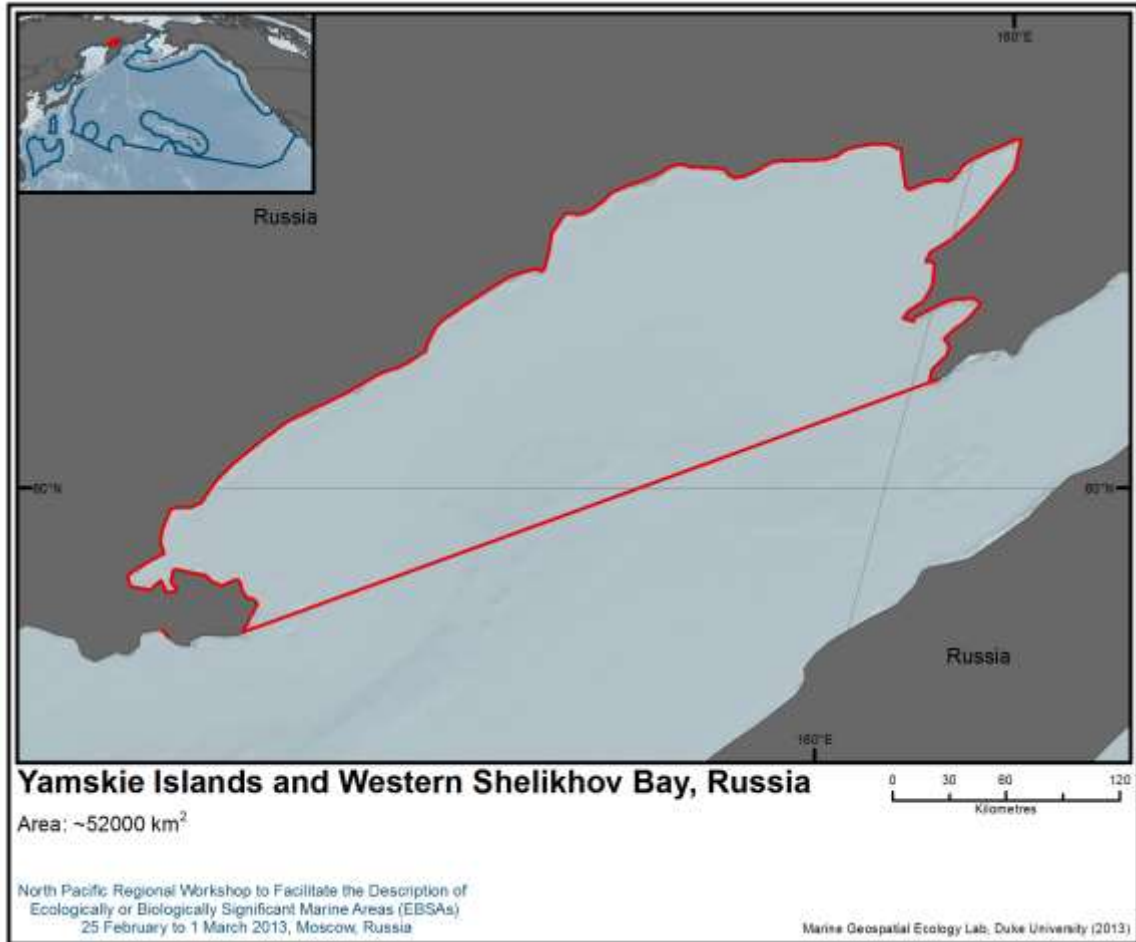 160°E
Russia
60°N
60°N
Russia
160°E
Yamskie Islands and Western Shelikhov Bay, Russia
0 30 60 120
Kilometres
Area: ~52000 km²
North Pacific Regional Workshop to Facilitate the Description of
Ecologically or Biologically Significant Marine Areas (EBSAs)
25 February to 1 March 2013, Moscow, Russia
Marine Geospatial Ecology Lab, Duke University (2013)